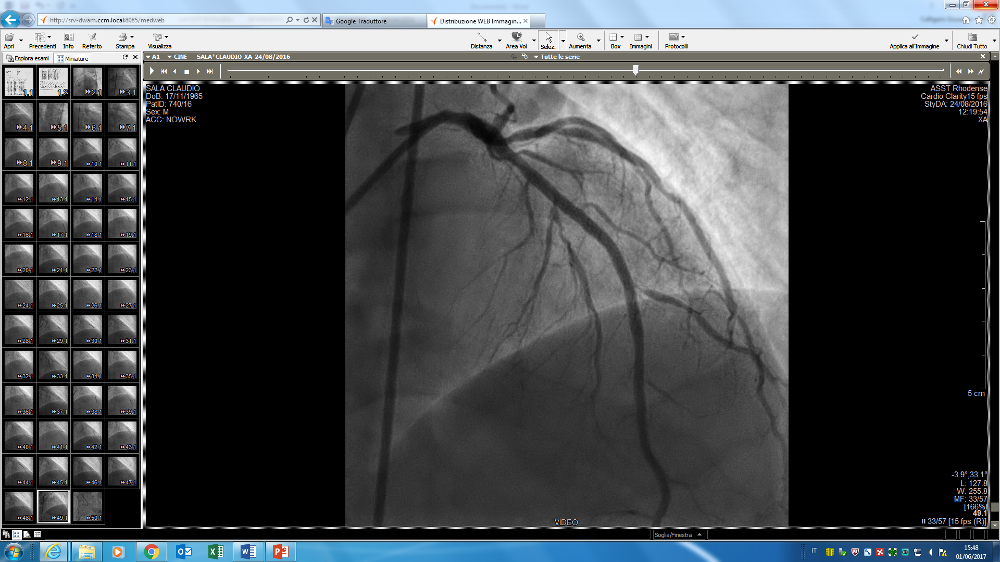 http://srv-dwam.ccm.local:8085/medweb
Google Traduttore
Distribuzione WEB Immagin...
Apri
Precedenti
Info
Referto
Stampa
Visualizza
Distanza
Area Vol
Selez.
Aumenta
Box
Immagini
Protocolli
Applica all'Immagine
Chiudi Tutto
Esplora esami
Miniature
A1
CINE
SALA*CLAUDIO-XA-24/08/2016
Tutte le serie
1.1 1.2 2.1 3.1
4.1 5.1 6.1 7.1
8.1 9.1 10.1 11.1
12.1 13.1 14.1 15.1
16.1 17.1 18.1 19.1
20.1 21.1 22.1 23.1
24.1 25.1 26.1 27.1
28.1 29.1 30.1 31.1
32.1 33.1 34.1 35.1
36.1 37.1 38.1 39.1
40.1 41.1 42.1 43.1
44.1 45.1 46.1 47.1
48.1 49.1 50.1
SALA CLAUDIO
DoB: 17/11/1965
PatID: 740/16
Sex: M
ACC: NOWRK
ASST Rhodense
Cardio Clarity15 fps
StyDA: 24/08/2016
12:19:54
XA
5 cm
-3.9°,33.1°
L: 127.8
W: 255.8
MF: 33/57
[166%]
49.1
33/57 [15 fps (R)]
VIDEO
Soglia/Finestra
IT
15:48
01/06/2017